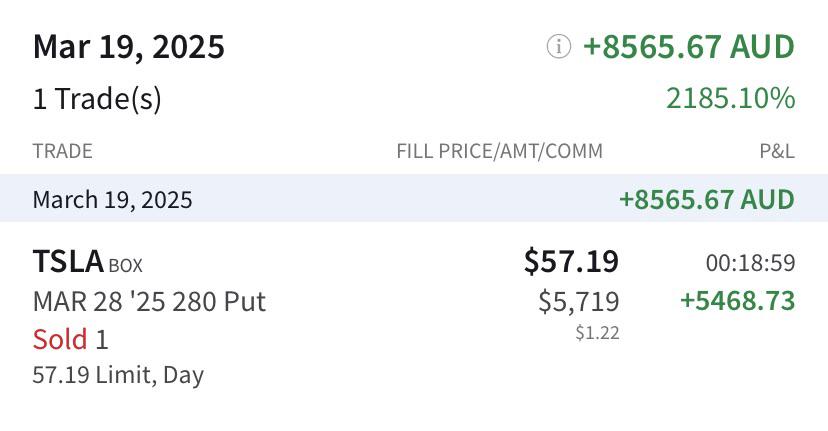 Mar 19, 2025 ⓘ +8565.67 AUD
1 Trade(s) 2185.10%
TRADE FILL PRICE/AMT/COMM P&L
March 19, 2025 +8565.67 AUD
TSLA BOX $57.19 00:18:59
MAR 28 '25 280 Put $5,719 +5468.73
Sold 1 $1.22
57.19 Limit, Day